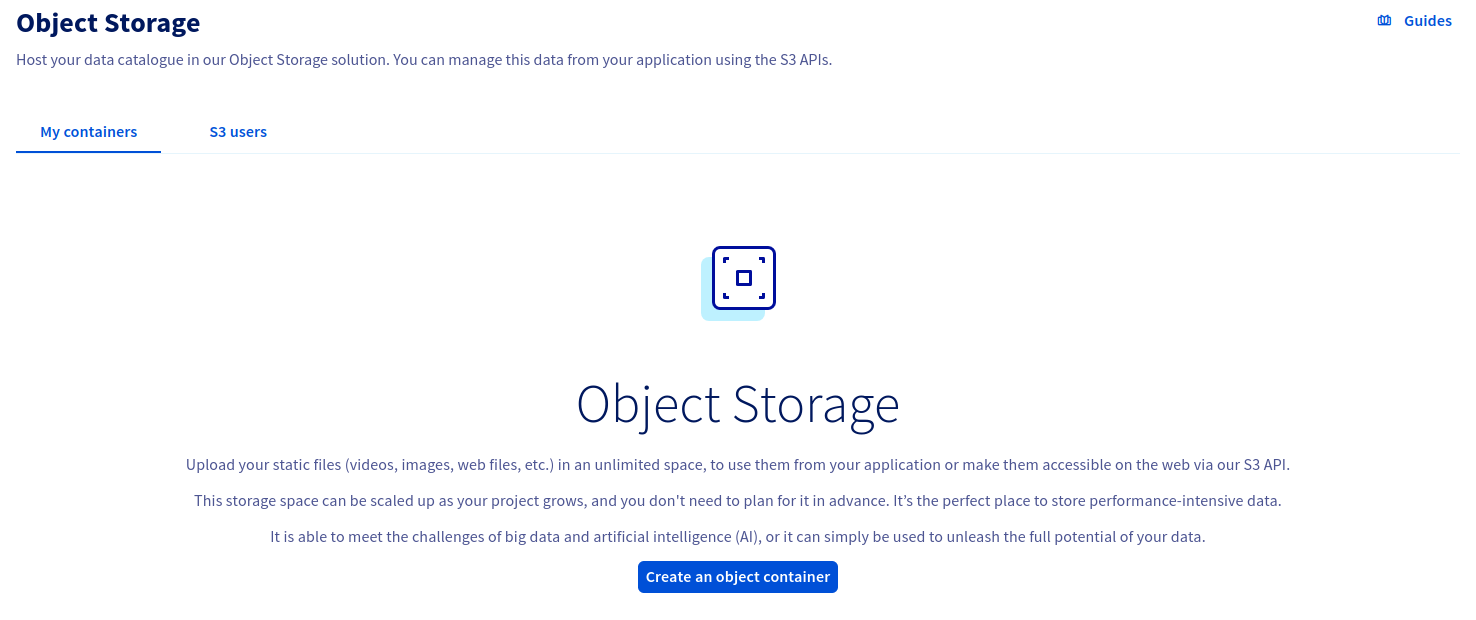 Object Storage
Guides
Host your data catalogue in our Object Storage solution. You can manage this data from your application using the S3 APIs.
My containers
S3 users
Object Storage
Upload your static files (videos, images, web files, etc.) in an unlimited space, to use them from your application or make them accessible on the web via our S3 API.
This storage space can be scaled up as your project grows, and you don't need to plan for it in advance. It’s the perfect place to store performance-intensive data.
It is able to meet the challenges of big data and artificial intelligence (AI), or it can simply be used to unleash the full potential of your data.
Create an object container